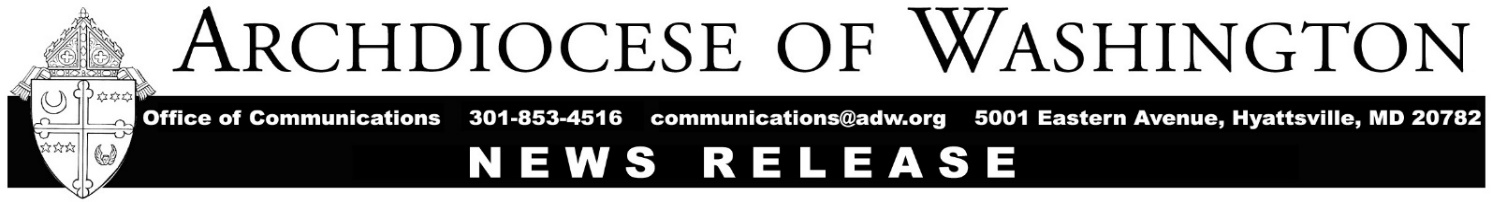 ARCHDIOCESE OF WASHINGTON
Office of Communications 301-853-4516 communications@adw.org 5001 Eastern Avenue, Hyattsville, MD 20782
NEWS RELEASE